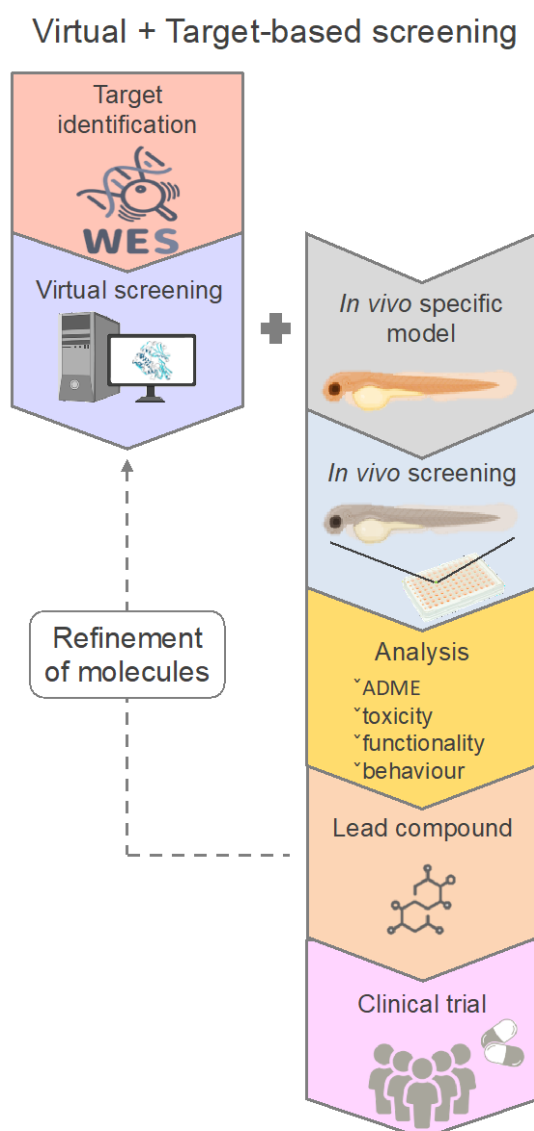 Virtual + Target-based screening
Target
identification
WES
Virtual screening
In vivo specific
model
In vivo screening
Refinement
of molecules
Analysis
ˇADME
ˇtoxicity
ˇfunctionality
ˇbehaviour
Lead compound
Clinical trial